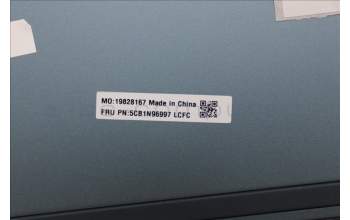 MO:19828167 Made in China
FRU PN:5CB1N96997 LCFC